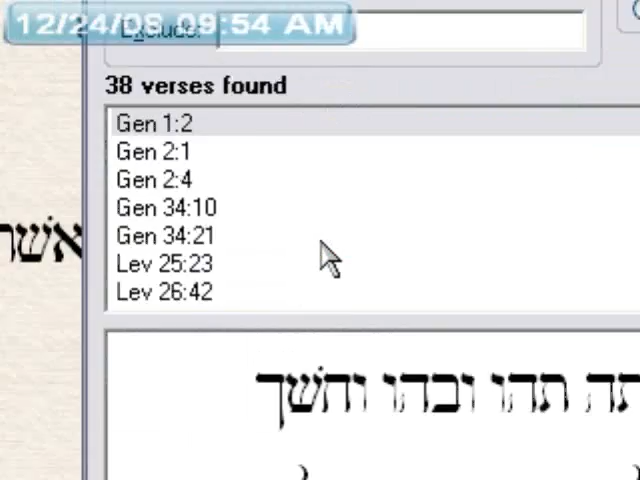 12/24/08 09:54 AM
Exclude:
38 verses found
Gen 1:2
Gen 2:1
Gen 2:4
Gen 34:10
אשר
Gen 34:21
Lev 25:23
Lev 26:42
תהו ובהו וחשך